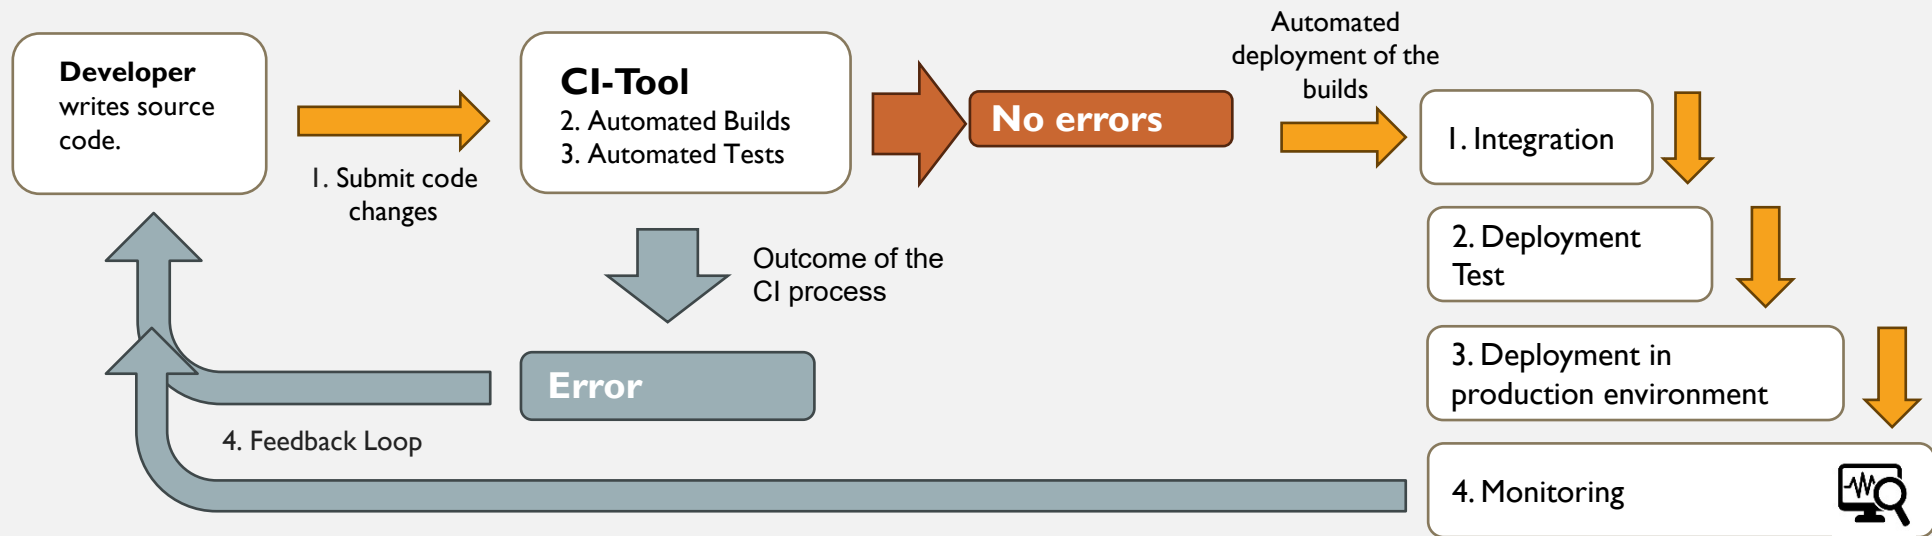 Developer
writes source
code.
1. Submit code
changes
CI-Tool
2. Automated Builds
3. Automated Tests
No errors
Automated
deployment of the
builds
1. Integration
2. Deployment
Test
3. Deployment in
production environment
4. Monitoring
Outcome of the
CI process
Error
4. Feedback Loop